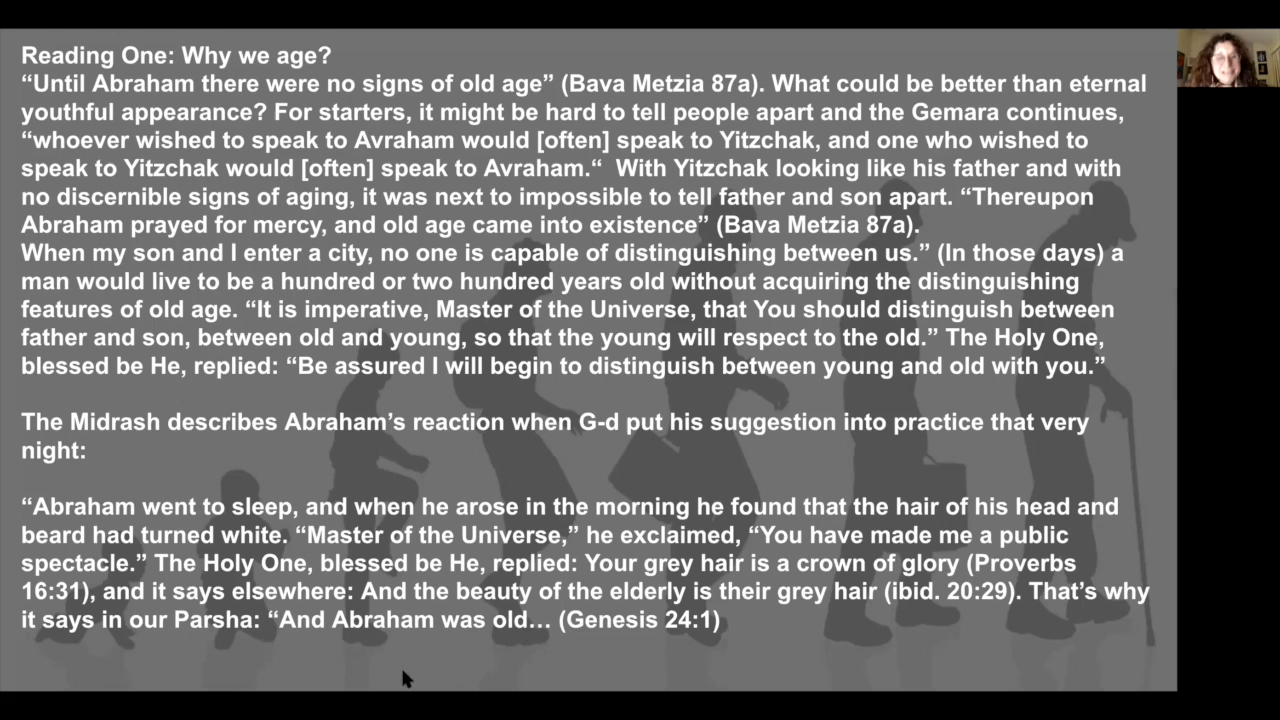 Reading One: Why we age?
“Until Abraham there were no signs of old age” (Bava Metzia 87a). What could be better than eternal
youthful appearance? For starters, it might be hard to tell people apart and the Gemara continues,
“whoever wished to speak to Avraham would [often] speak to Yitzchak, and one who wished to
speak to Yitzchak would [often] speak to Avraham.“  With Yitzchak looking like his father and with
no discernible signs of aging, it was next to impossible to tell father and son apart. “Thereupon
Abraham prayed for mercy, and old age came into existence” (Bava Metzia 87a).
When my son and I enter a city, no one is capable of distinguishing between us.” (In those days) a
man would live to be a hundred or two hundred years old without acquiring the distinguishing
features of old age. “It is imperative, Master of the Universe, that You should distinguish between
father and son, between old and young, so that the young will respect to the old.” The Holy One,
blessed be He, replied: “Be assured I will begin to distinguish between young and old with you.”
The Midrash describes Abraham’s reaction when G-d put his suggestion into practice that very
night:
“Abraham went to sleep, and when he arose in the morning he found that the hair of his head and
beard had turned white. “Master of the Universe,” he exclaimed, “You have made me a public
spectacle.” The Holy One, blessed be He, replied: Your grey hair is a crown of glory (Proverbs
16:31), and it says elsewhere: And the beauty of the elderly is their grey hair (ibid. 20:29). That’s why
it says in our Parsha: “And Abraham was old… (Genesis 24:1)